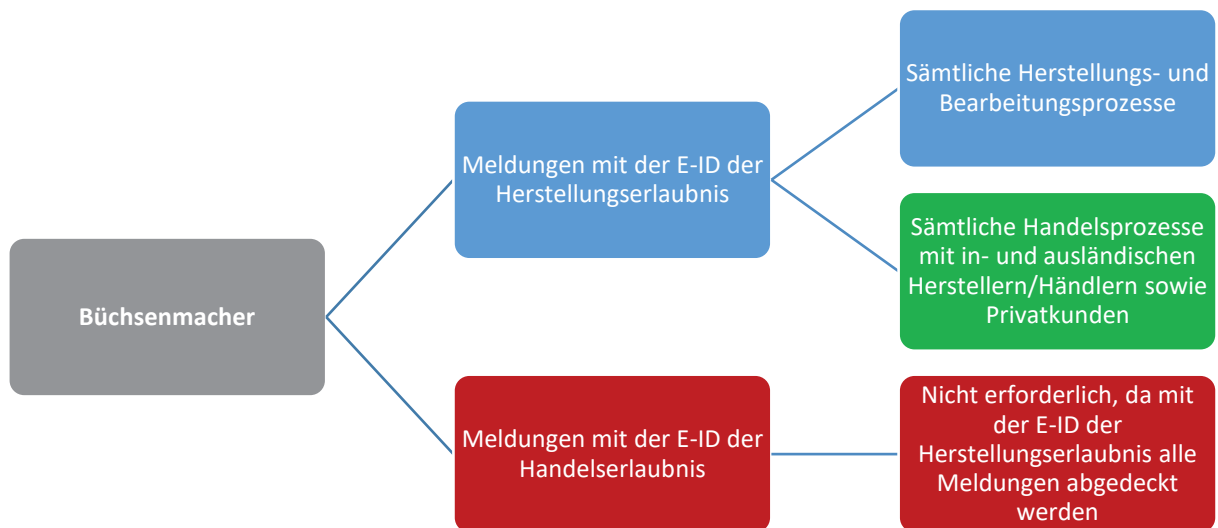 Büchsenmacher
Meldungen mit der E-ID der
Herstellungserlaubnis
Sämtliche Herstellungs- und
Bearbeitungsprozesse
Sämtliche Handelsprozesse
mit in- und ausländischen
Herstellern/Händlern sowie
Privatkunden
Meldungen mit der E-ID der
Handelserlaubnis
Nicht erforderlich, da mit
der E-ID der
Herstellungserlaubnis alle
Meldungen abgedeckt
werden